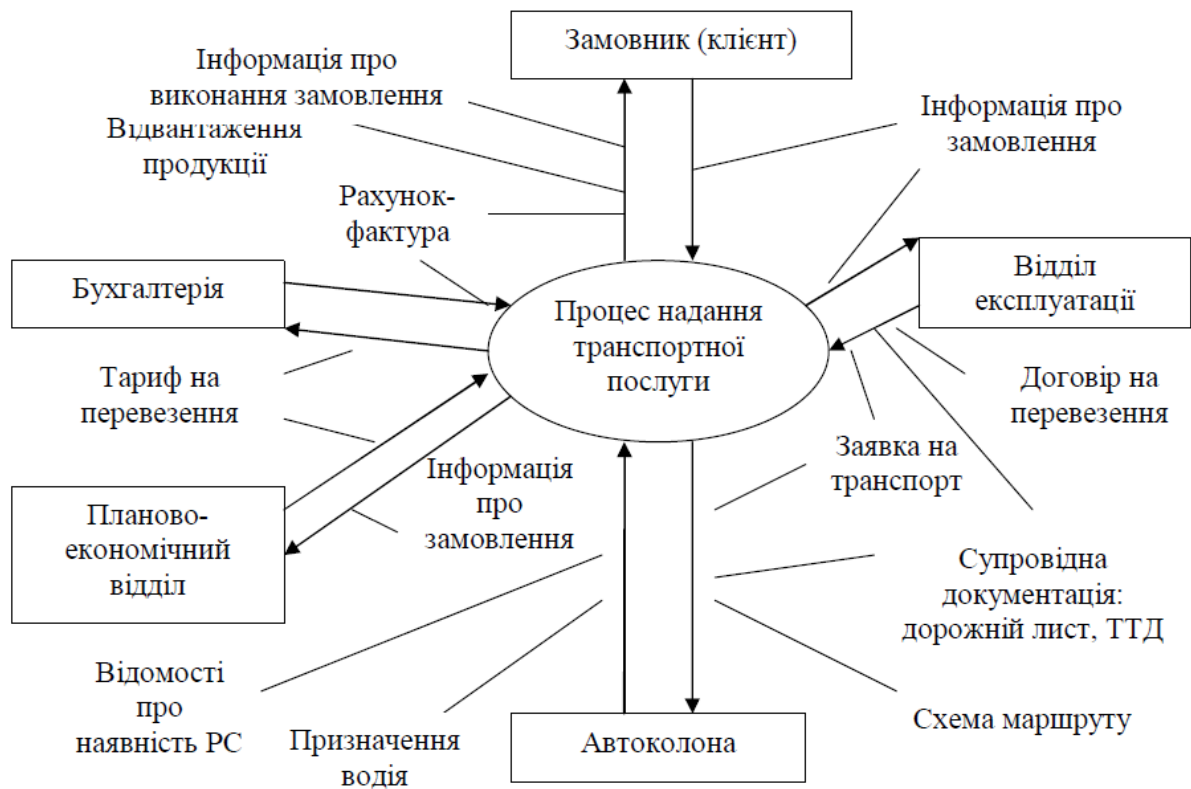 Замовник (клієнт)
Інформація про
виконання замовлення
Відвантаження
продукції
Інформація про
замовлення
Рахунок-
фактура
Бухгалтерія
Процес надання
транспортної
послуги
Відділ
експлуатації
Тариф на
перевезення
Договір на
перевезення
Заявка на
транспорт
Інформація
про
замовлення
Планово-
економічний
відділ
Супровідна
документація:
дорожній лист, ТТД
Відомості
про
наявність РС
Призначення
водія
Автоколона
Схема маршруту